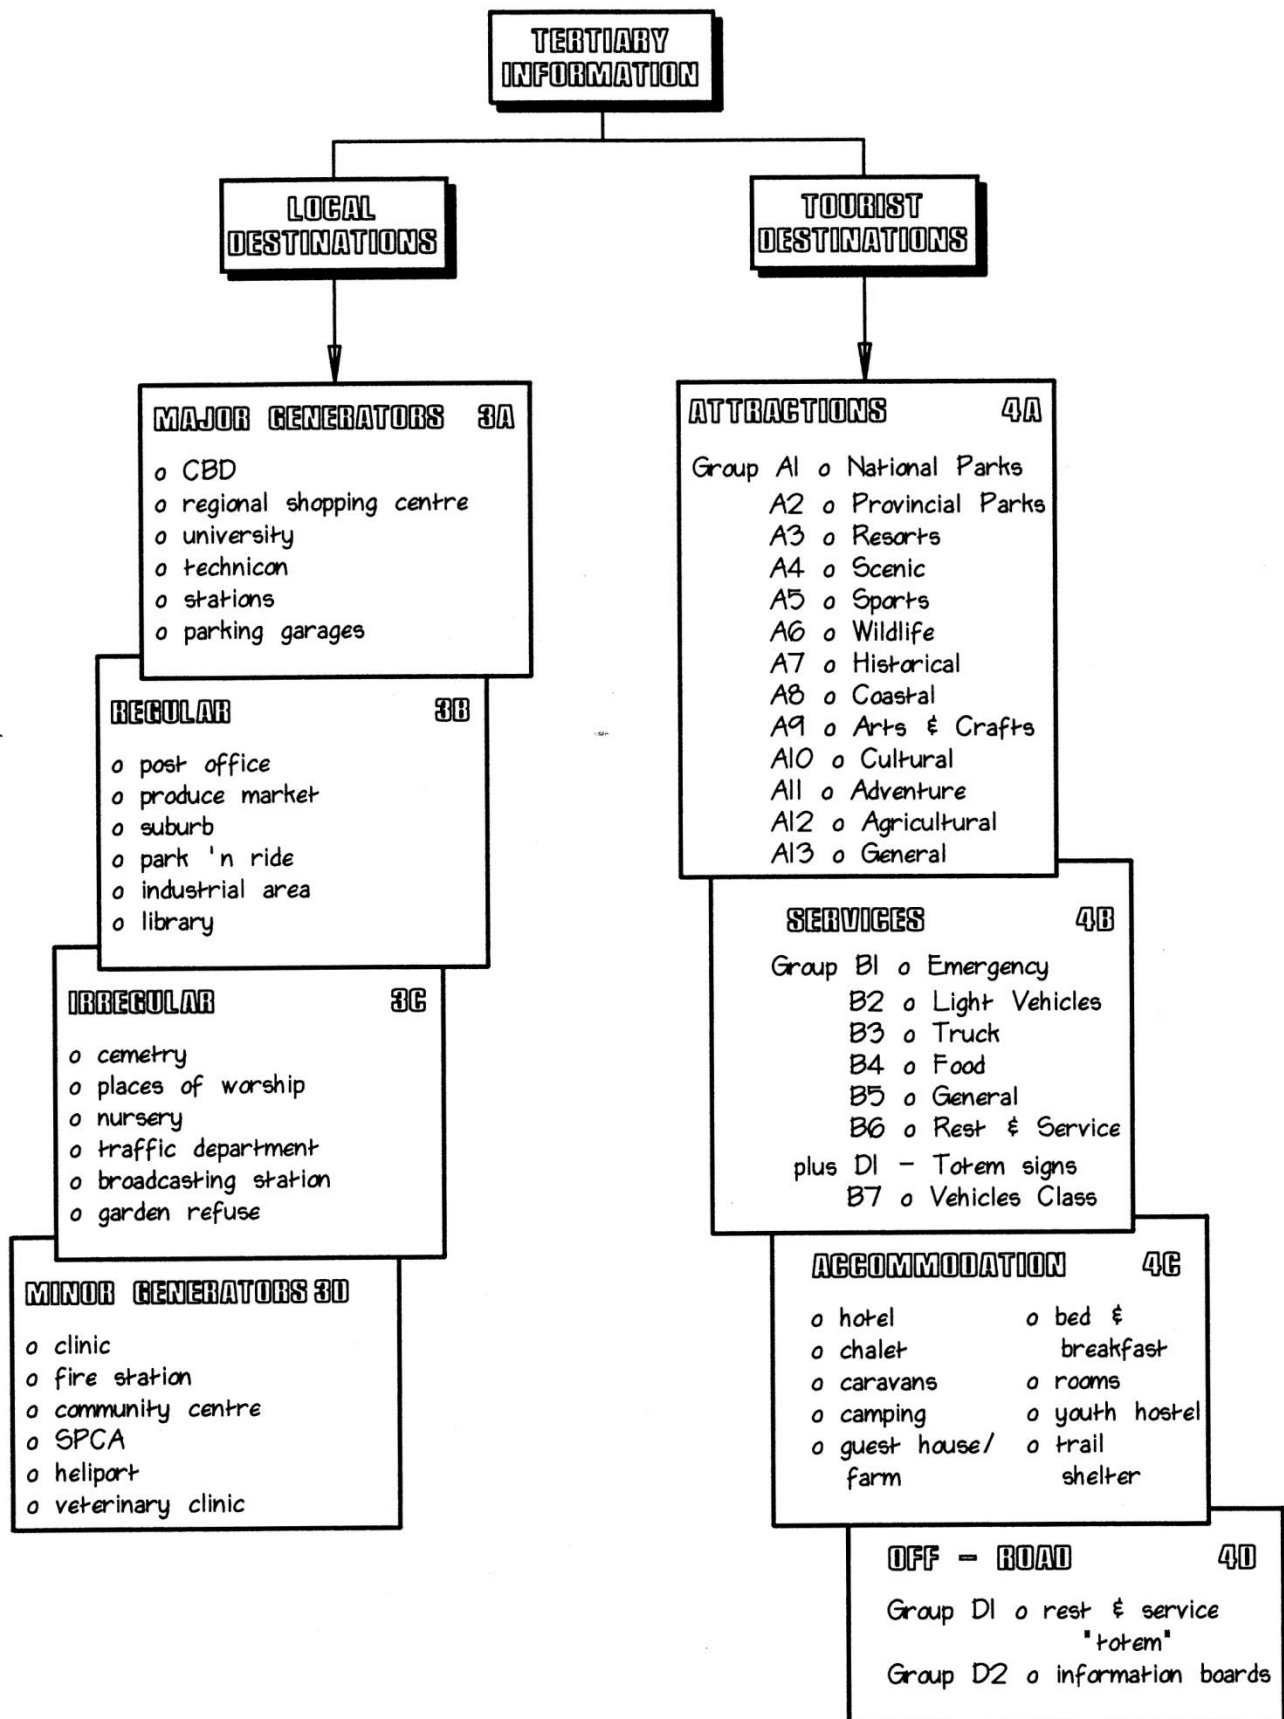 TERTIARY
INFORMATION
LOCAL
DESTINATIONS
TOURIST
DESTINATIONS
MAJOR GENERATORS 3A
o CBD
o regional shopping centre
o university
o technicon
o stations
o parking garages
REGULAR 3B
o post office
o produce market
o suburb
o park 'n ride
o industrial area
o library
IRREGULAR 3C
o cemetry
o places of worship
o nursery
o traffic department
o broadcasting station
o garden refuse
MINOR GENERATORS 3D
o clinic
o fire station
o community centre
o SPCA
o heliport
o veterinary clinic
ATTRACTIONS 4A
Group A1 o National Parks
A2 o Provincial Parks
A3 o Resorts
A4 o Scenic
A5 o Sports
A6 o Wildlife
A7 o Historical
A8 o Coastal
A9 o Arts & Crafts
A10 o Cultural
A11 o Adventure
A12 o Agricultural
A13 o General
SERVICES 4B
Group B1 o Emergency
B2 o Light Vehicles
B3 o Truck
B4 o Food
B5 o General
B6 o Rest & Service
plus D1 - Totem signs
B7 o Vehicles Class
ACCOMMODATION 4C
o hotel
o chalet
o caravans
o camping
o guest house/
farm
o bed &
breakfast
o rooms
o youth hostel
o trail
shelter
OFF - ROAD 4D
Group D1 o rest & service
"totem"
Group D2 o information boards